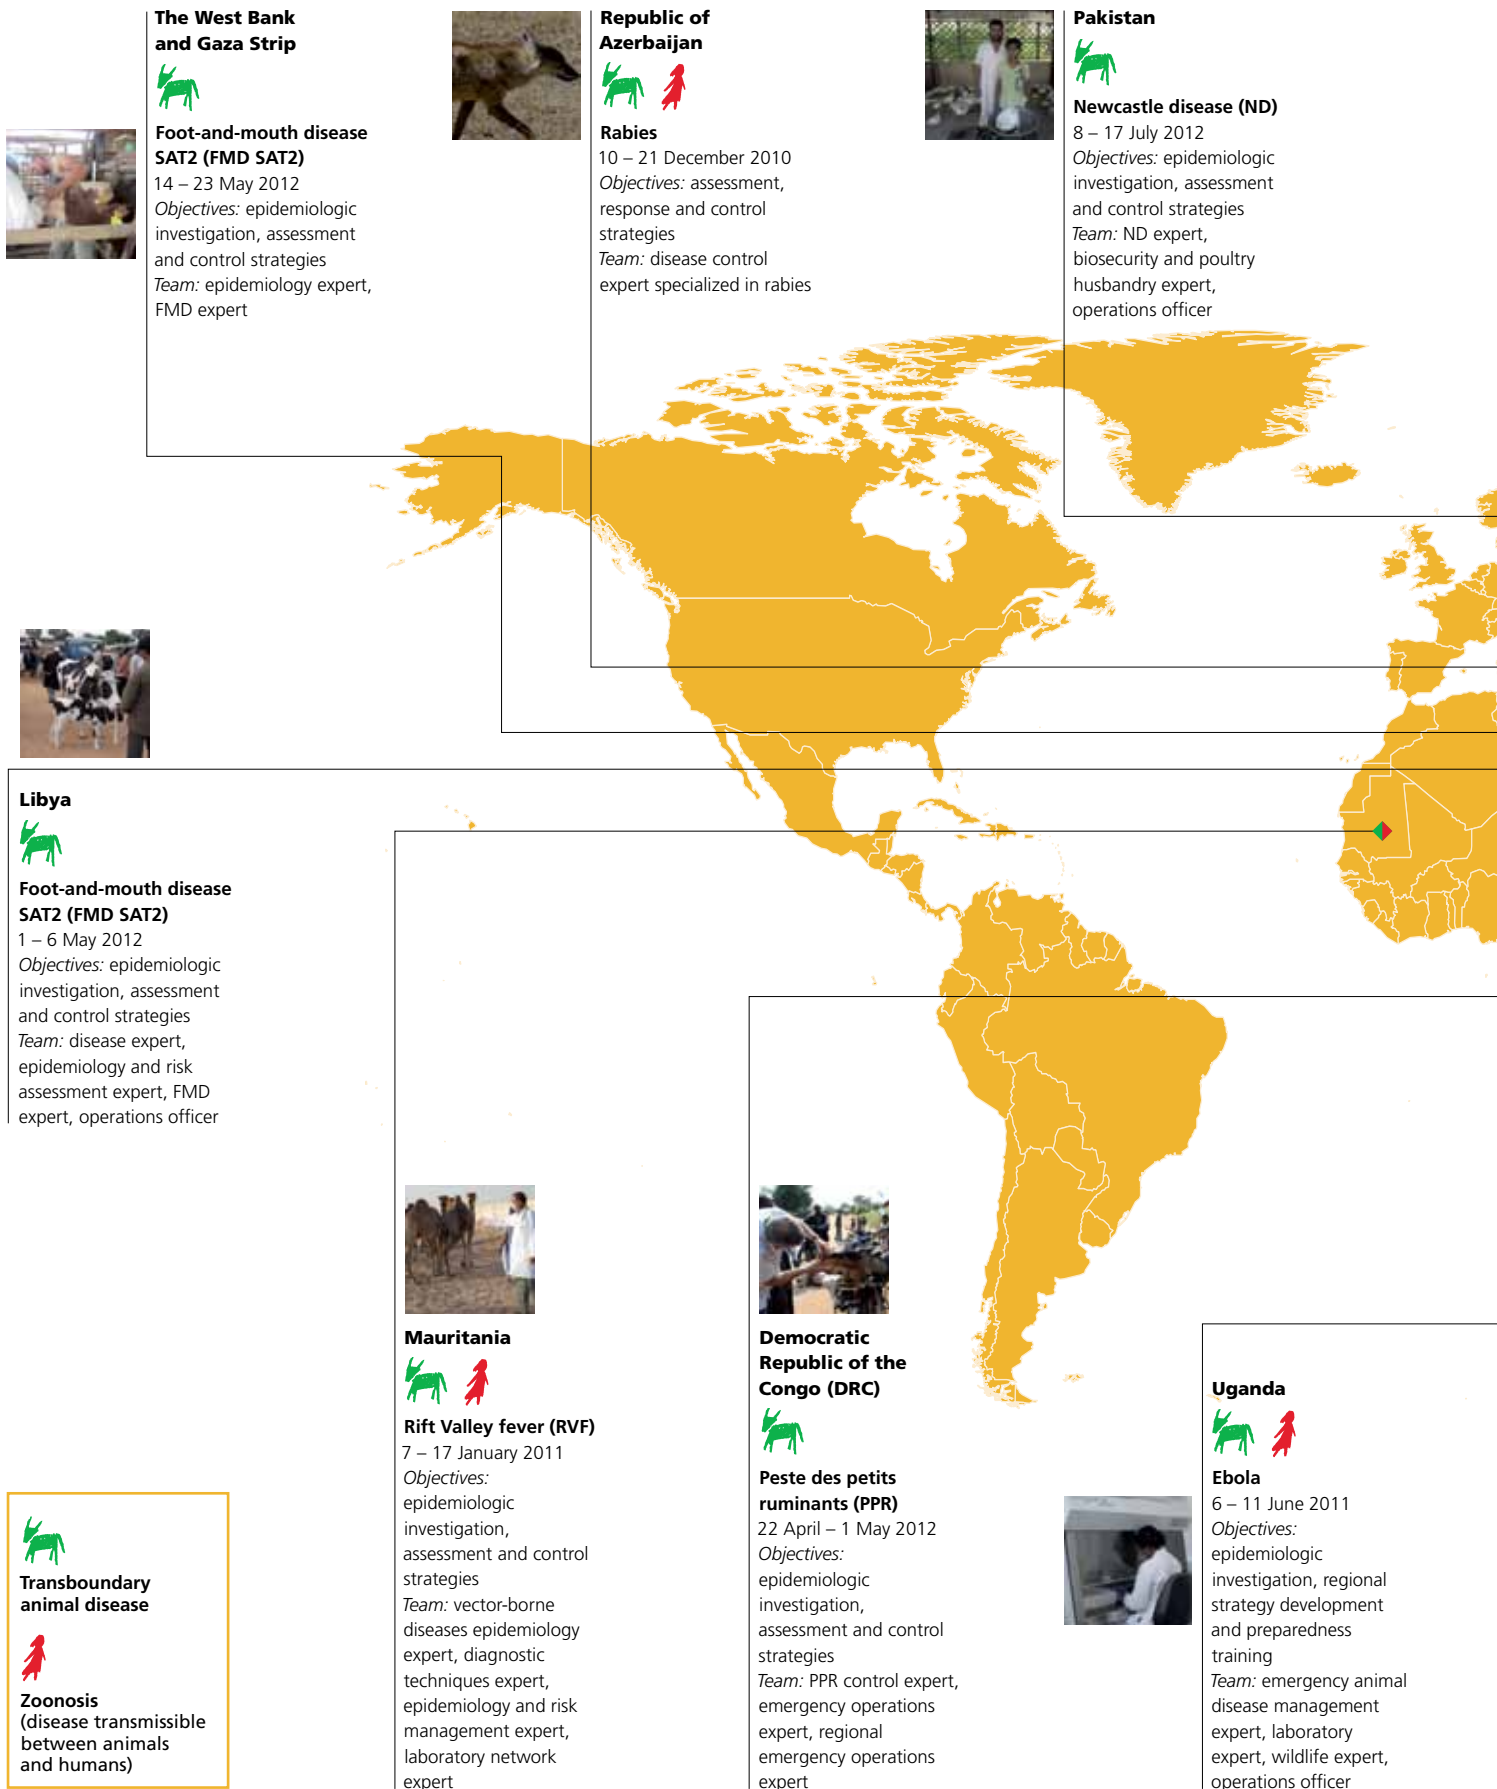 The West Bank
and Gaza Strip
Foot-and-mouth disease
SAT2 (FMD SAT2)
14 – 23 May 2012
Objectives: epidemiologic
investigation, assessment
and control strategies
Team: epidemiology expert,
FMD expert
Republic of
Azerbaijan
Rabies
10 – 21 December 2010
Objectives: assessment,
response and control
strategies
Team: disease control
expert specialized in rabies
Pakistan
Newcastle disease (ND)
8 – 17 July 2012
Objectives: epidemiologic
investigation, assessment
and control strategies
Team: ND expert,
biosecurity and poultry
husbandry expert,
operations officer
Libya
Foot-and-mouth disease
SAT2 (FMD SAT2)
1 – 6 May 2012
Objectives: epidemiologic
investigation, assessment
and control strategies
Team: disease expert,
epidemiology and risk
assessment expert, FMD
expert, operations officer
Mauritania
Rift Valley fever (RVF)
7 – 17 January 2011
Objectives:
epidemiologic
investigation,
assessment and control
strategies
Team: vector-borne
diseases epidemiology
expert, diagnostic
techniques expert,
epidemiology and risk
management expert,
laboratory network
expert
Democratic
Republic of the
Congo (DRC)
Peste des petits
ruminants (PPR)
22 April – 1 May 2012
Objectives:
epidemiologic
investigation,
assessment and control
strategies
Team: PPR control expert,
emergency operations
expert, regional
emergency operations
expert
Uganda
Ebola
6 – 11 June 2011
Objectives:
epidemiologic
investigation, regional
strategy development
and preparedness
training
Team: emergency animal
disease management
expert, laboratory
expert, wildlife expert,
operations officer
Transboundary
animal disease
Zoonosis
(disease transmissible
between animals
and humans)